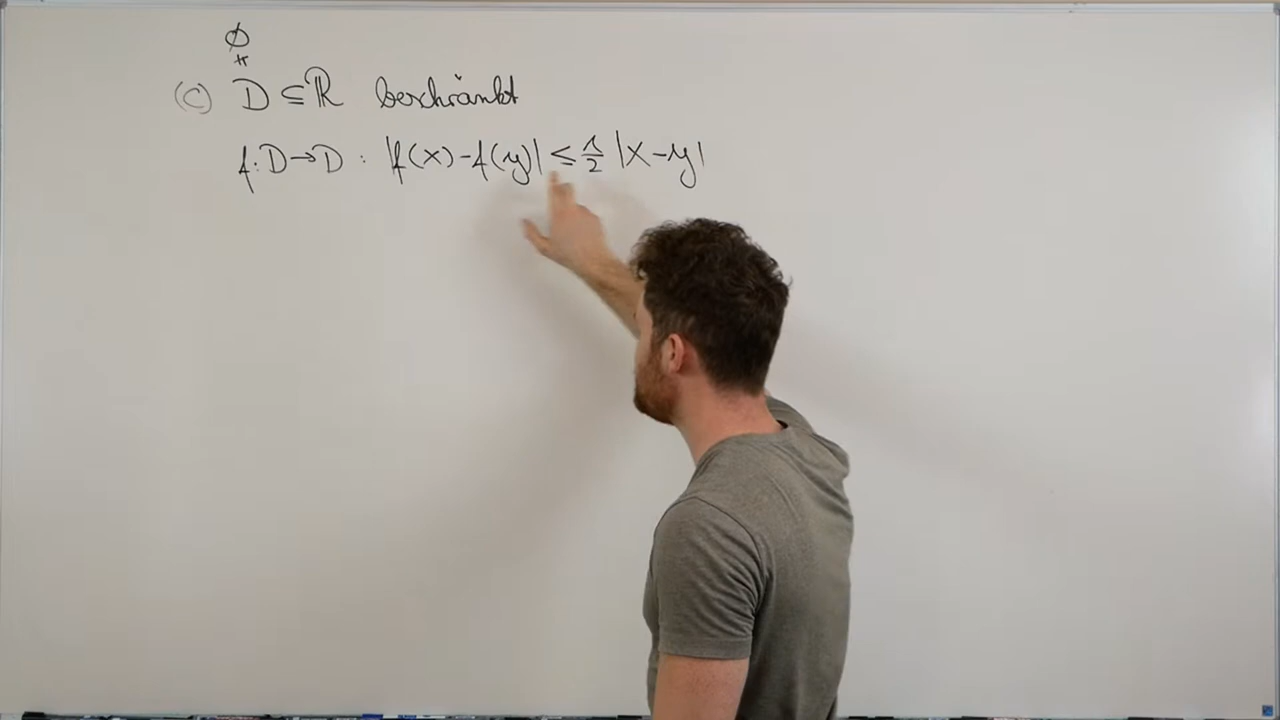 ∅
≠
(c) D ⊆ ℝ beschränkt
f: D → D : |f(x) - f(y)| ≤ 1/2 |x - y|